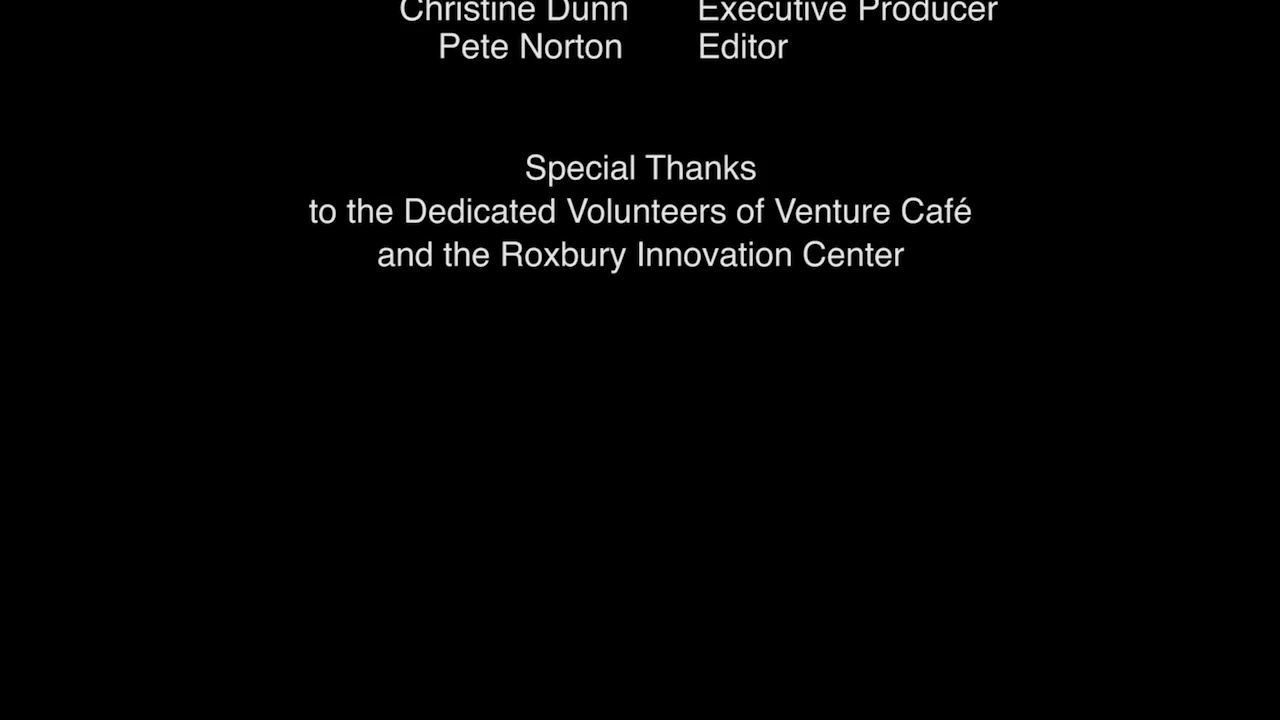 Christine Dunn Executive Producer
Pete Norton Editor
Special Thanks
to the Dedicated Volunteers of Venture Café
and the Roxbury Innovation Center